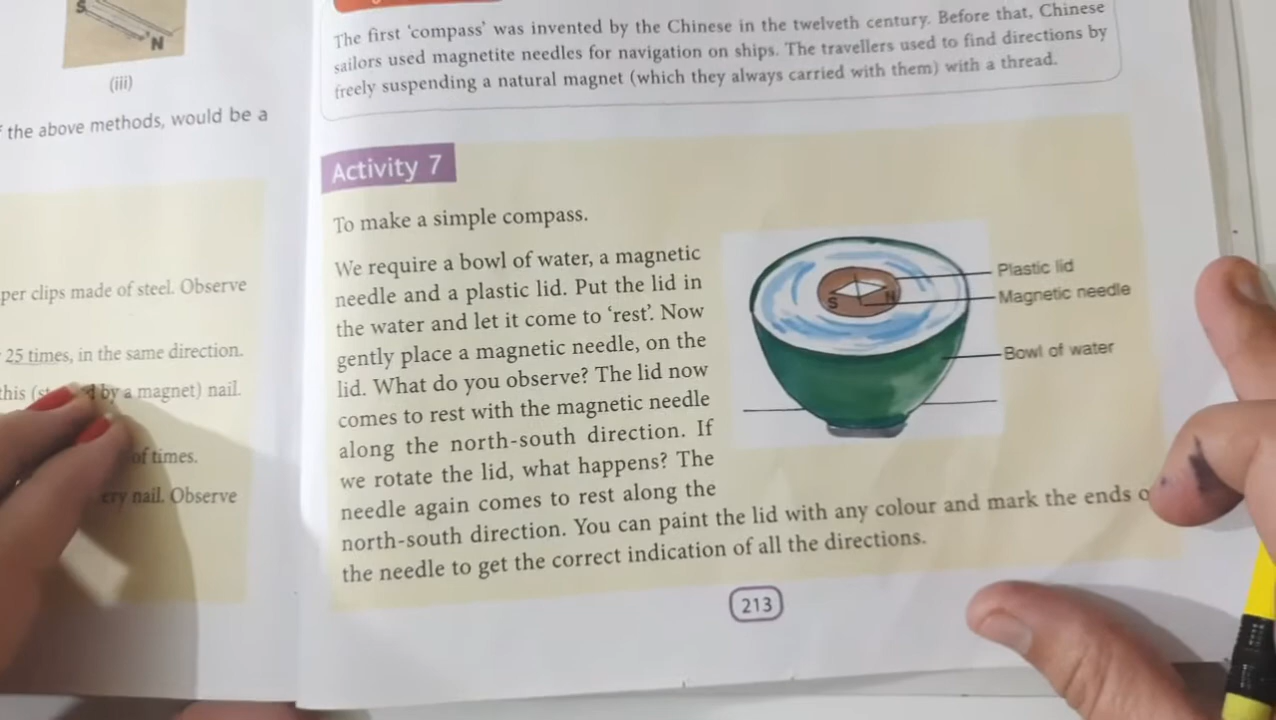 S
N
(iii)
the above methods, would be a
per clips made of steel. Observe
25 times, in the same direction.
this by a magnet) nail.
of times.
nail. Observe
The first 'compass' was invented by the Chinese in the twelveth century. Before that, Chinese
sailors used magnetite needles for navigation on ships. The travellers used to find directions by
freely suspending a natural magnet (which they always carried with them) with a thread.
Activity 7
To make a simple compass.
We require a bowl of water, a magnetic
needle and a plastic lid. Put the lid in
the water and let it come to 'rest'. Now
gently place a magnetic needle, on the
lid. What do you observe? The lid now
comes to rest with the magnetic needle
along the north-south direction. If
we rotate the lid, what happens? The
needle again comes to rest along the
north-south direction. You can paint the lid with any colour and mark the ends
the needle to get the correct indication of all the directions.
Plastic lid
Magnetic needle
S
N
Bowl of water
213